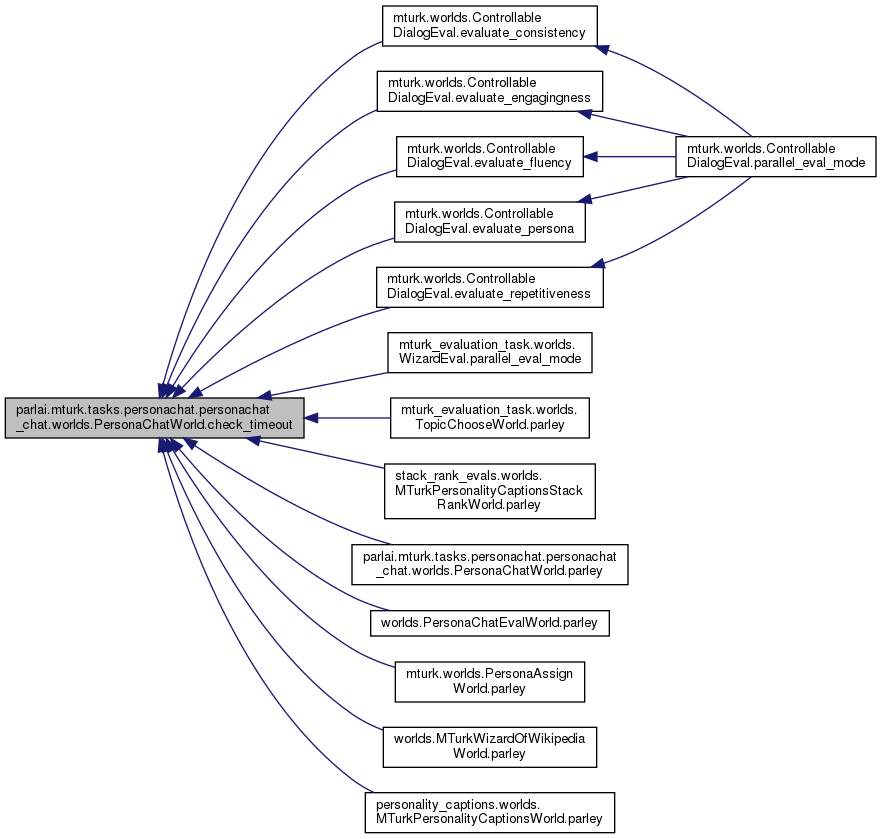 mturk.worlds.Controllable
DialogEval.evaluate_consistency
mturk.worlds.Controllable
DialogEval.evaluate_engagingness
mturk.worlds.Controllable
DialogEval.evaluate_fluency
mturk.worlds.Controllable
DialogEval.parallel_eval_mode
mturk.worlds.Controllable
DialogEval.evaluate_persona
mturk.worlds.Controllable
DialogEval.evaluate_repetitiveness
mturk_evaluation_task.worlds.
WizardEval.parallel_eval_mode
parlai.mturk.tasks.personachat.personachat
_chat.worlds.PersonaChatWorld.check_timeout
mturk_evaluation_task.worlds.
TopicChooseWorld.parley
stack_rank_evals.worlds.
MTurkPersonalityCaptionsStack
RankWorld.parley
parlai.mturk.tasks.personachat.personachat
_chat.worlds.PersonaChatWorld.parley
worlds.PersonaChatEvalWorld.parley
mturk.worlds.PersonaAssign
World.parley
worlds.MTurkWizardOfWikipedia
World.parley
personality_captions.worlds.
MTurkPersonalityCaptionsWorld.parley